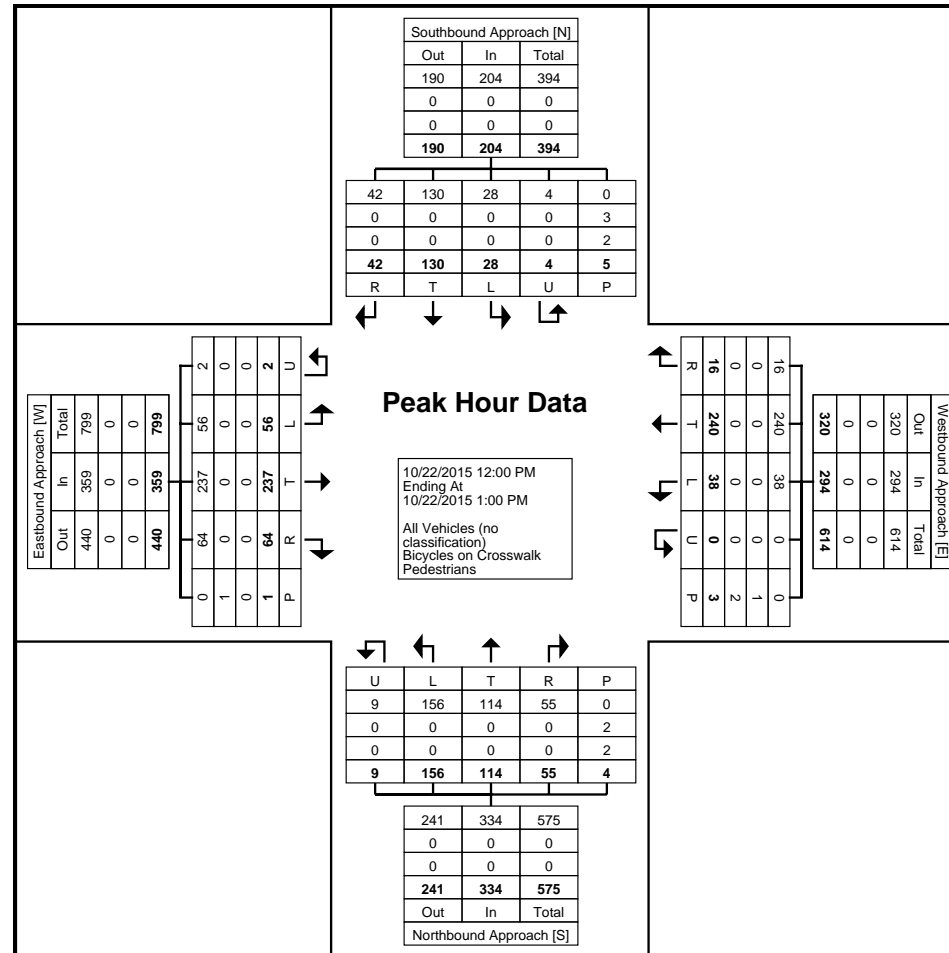 Southbound Approach [N]
Out In Total
190 204 394
0 0 0
0 0 0
190 204 394
42 130 28 4 0
0 0 0 0 3
0 0 0 0 2
42 130 28 4 5
R T L U P
Eastbound Approach [W]
Total 799 0 0 799
In 359 0 0 359
Out 440 0 0 440
2 0 0 2 U
56 0 0 56 L
237 0 0 237 T
64 0 0 64 R
0 1 0 1 P
Peak Hour Data
10/22/2015 12:00 PM
Ending At
10/22/2015 1:00 PM
All Vehicles (no
classification)
Bicycles on Crosswalk
Pedestrians
R 16 0 0 16
T 240 0 0 240
L 38 0 0 38
U 0 0 0 0
P 3 2 1 0
Westbound Approach [E]
Out 320 0 0 320
In 294 0 0 294
Total 614 0 0 614
U L T R P
9 156 114 55 0
0 0 0 0 2
0 0 0 0 2
9 156 114 55 4
241 334 575
0 0 0
0 0 0
241 334 575
Out In Total
Northbound Approach [S]